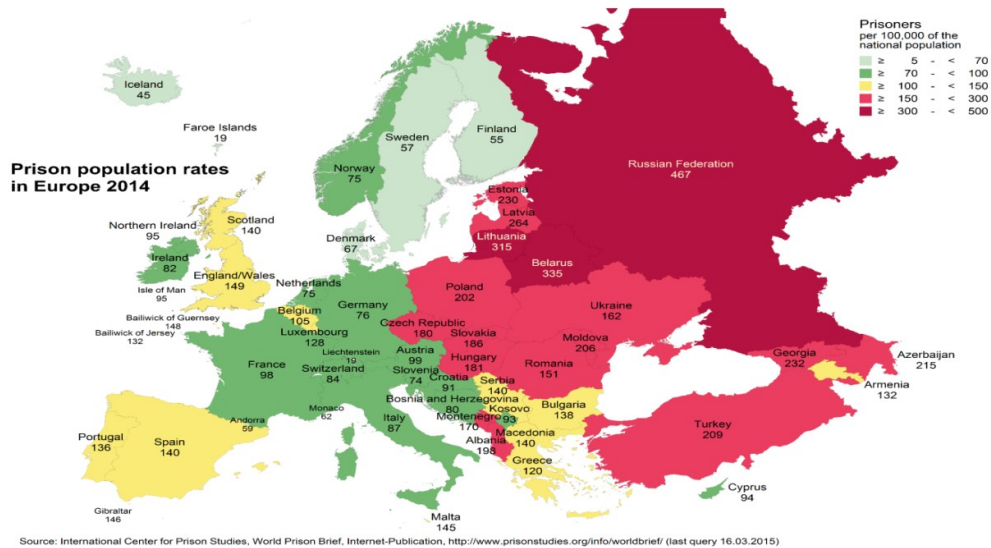 Prisoners
per 100,000 of the
national population
≥ 5 - < 70
≥ 70 - < 100
≥ 100 - < 150
≥ 150 - < 300
≥ 300 - < 500
Iceland
45
Faroe Islands
19
Prison population rates
in Europe 2014
Sweden
57
Finland
55
Norway
75
Russian Federation
467
Estonia
230
Latvia
264
Lithuania
315
Belarus
335
Northern Ireland
95
Scotland
140
Ireland
82
Denmark
67
England/Wales
149
Isle of Man
95
Netherlands
75
Germany
76
Poland
202
Ukraine
162
Bailiwick of Guernsey
148
Bailiwick of Jersey
132
Belgium
105
Luxembourg
128
Czech Republic
180
Slovakia
186
Moldova
206
Liechtenstein
19
Austria
99
Hungary
181
Romania
151
Georgia
232
Azerbaijan
215
Armenia
132
France
98
Switzerland
84
Slovenia
74
Croatia
91
Serbia
140
Bosnia and Herzegovina
80
Kosovo
93
Bulgaria
138
Monaco
62
Andorra
59
Italy
87
Montenegro
170
Macedonia
140
Albania
198
Greece
120
Turkey
209
Cyprus
94
Portugal
136
Spain
140
Gibraltar
146
Malta
145
Source: International Center for Prison Studies, World Prison Brief, Internet-Publication, http://www.prisonstudies.org/info/worldbrief/ (last query 16.03.2015)